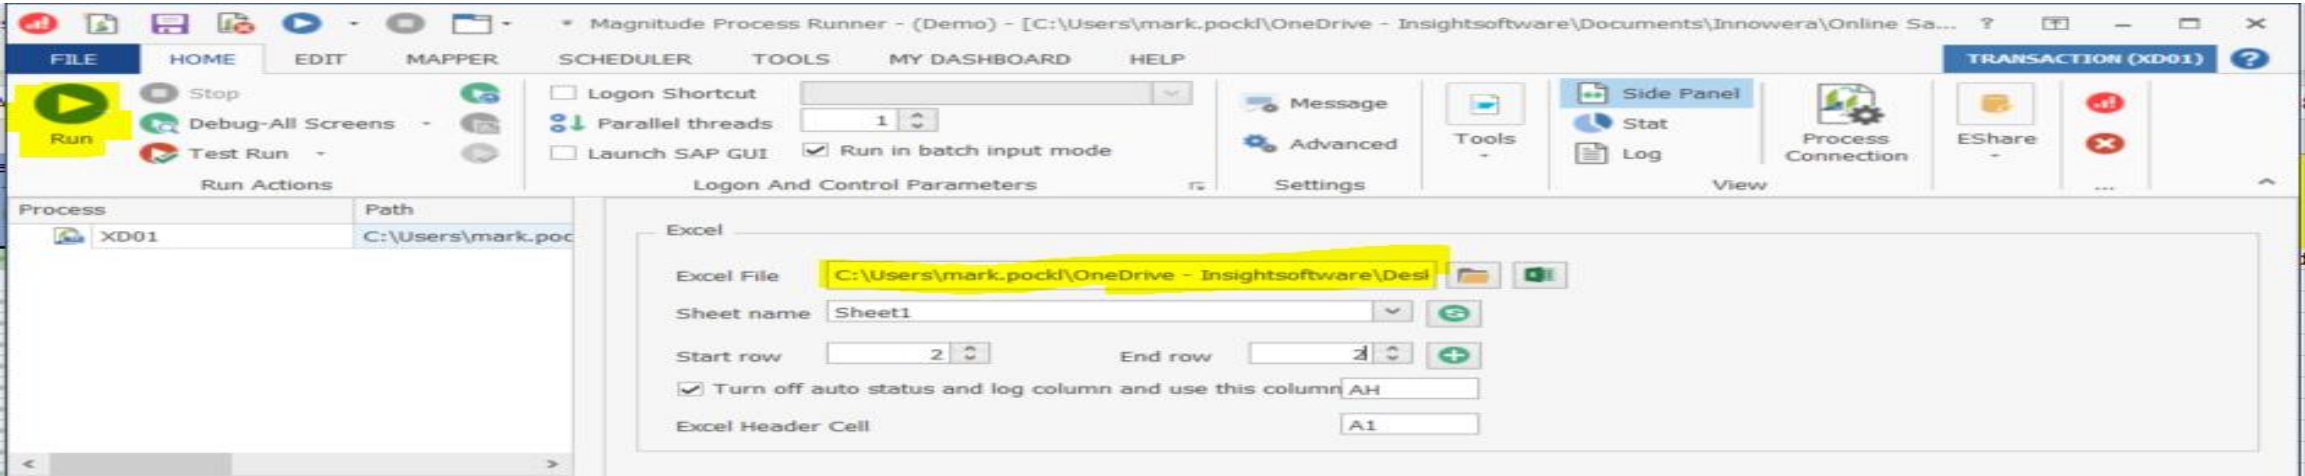 * Magnitude Process Runner - (Demo) - [C:\Users\mark.pockl\OneDrive - Insightsoftware\Documents\Innowera\Online Sa... ?
FILE HOME EDIT MAPPER SCHEDULER TOOLS MY DASHBOARD HELP TRANSACTION (XD01) ?
Run
Stop
Debug-All Screens
Test Run
Run Actions
Logon Shortcut
Parallel threads 1
Launch SAP GUI Run in batch input mode
Logon And Control Parameters
Message
Advanced
Settings
Tools
Side Panel
Stat
Log
Process
Connection
View
EShare
...
Process Path
XD01 C:\Users\mark.poc
Excel
Excel File C:\Users\mark.pockl\OneDrive - Insightsoftware\Desl
Sheet name Sheet1
Start row 2 End row 2
Turn off auto status and log column and use this column AH
Excel Header Cell A1